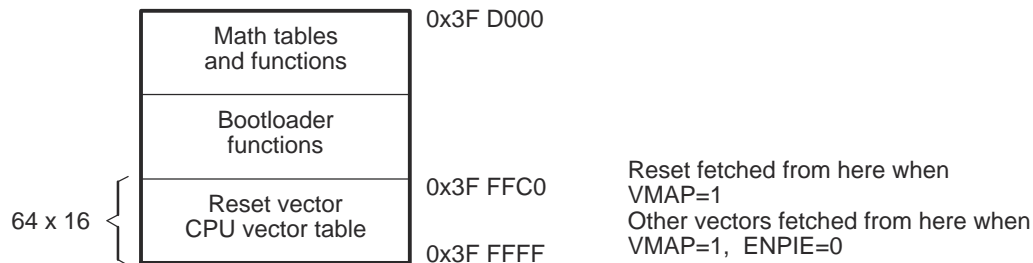 0x3F D000
Math tables
and functions
Bootloader
functions
0x3F FFC0
Reset fetched from here when
VMAP=1
64 x 16
Reset vector
CPU vector table
Other vectors fetched from here when
VMAP=1, ENPIE=0
0x3F FFFF